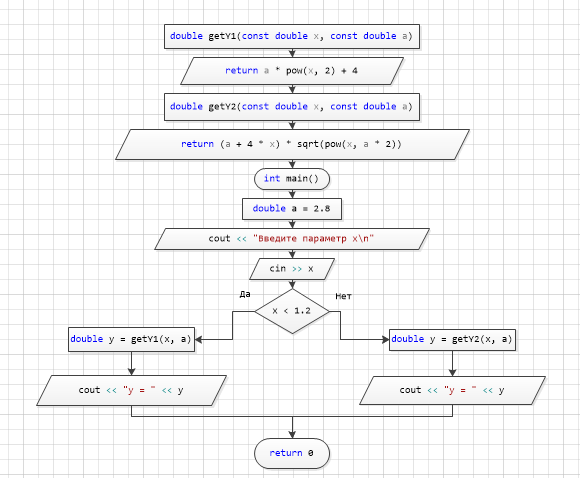 double getY1(const double x, const double a)
return a * pow(x, 2) + 4
double getY2(const double x, const double a)
return (a + 4 * x) * sqrt(pow(x, a * 2))
int main()
double a = 2.8
cout << "Введите параметр x\n"
cin >> x
Да
Нет
x < 1.2
double y = getY1(x, a)
double y = getY2(x, a)
cout << "y = " << y
cout << "y = " << y
return 0